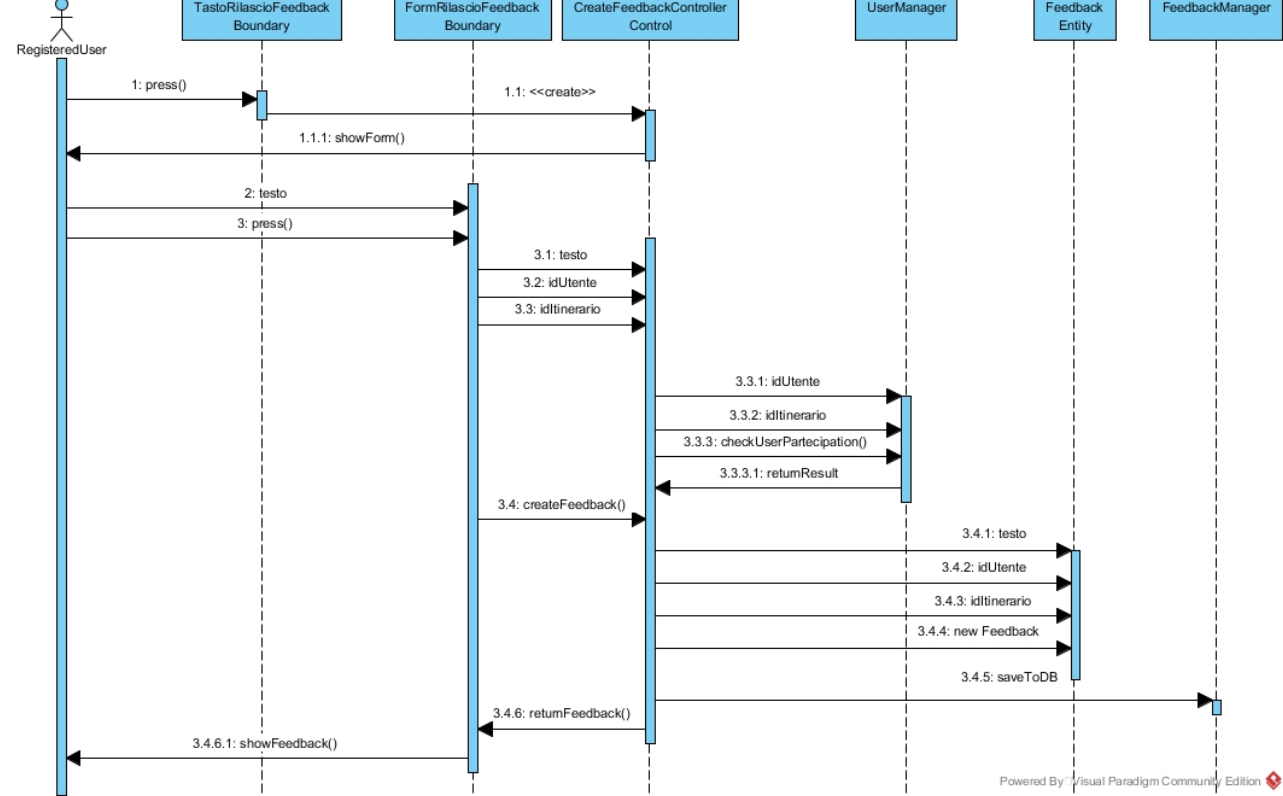 TastoRilascioFeedback
Boundary
FormRilascioFeedback
Boundary
CreateFeedbackController
Control
UserManager
Feedback
Entity
FeedbackManager
RegisteredUser
1: press()
1.1: <<create>>
1.1.1: showForm()
2: testo
3: press()
3.1: testo
3.2: idUtente
3.3: idItinerario
3.3.1: idUtente
3.3.2: idItinerario
3.3.3: checkUserPartecipation()
3.3.3.1: returnResult
3.4: createFeedback()
3.4.1: testo
3.4.2: idUtente
3.4.3: idItinerario
3.4.4: new Feedback
3.4.5: saveToDB
3.4.6: returnFeedback()
3.4.6.1: showFeedback()
Powered By Visual Paradigm Community Edition